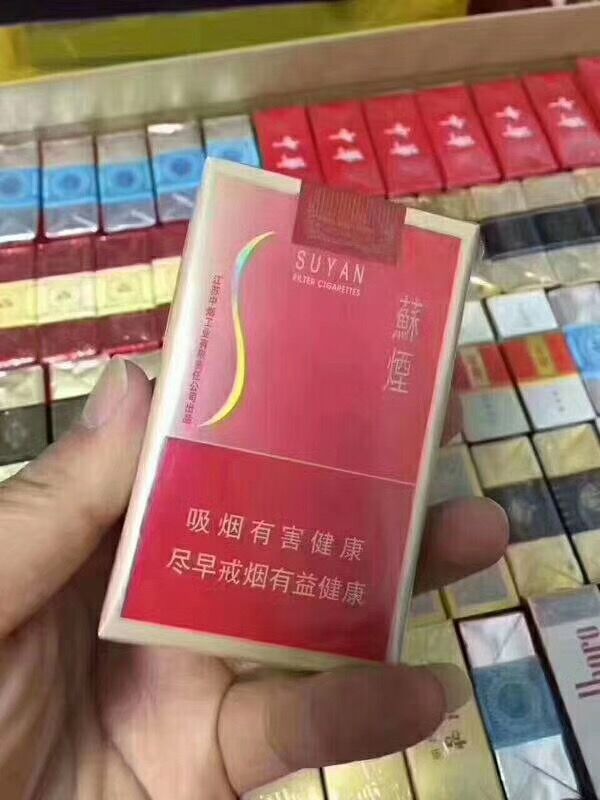 SUYAN
FILTER CIGARETTES
蘇煙
江苏中烟工业有限责任公司出品
吸烟有害健康
尽早戒烟有益健康
lboro